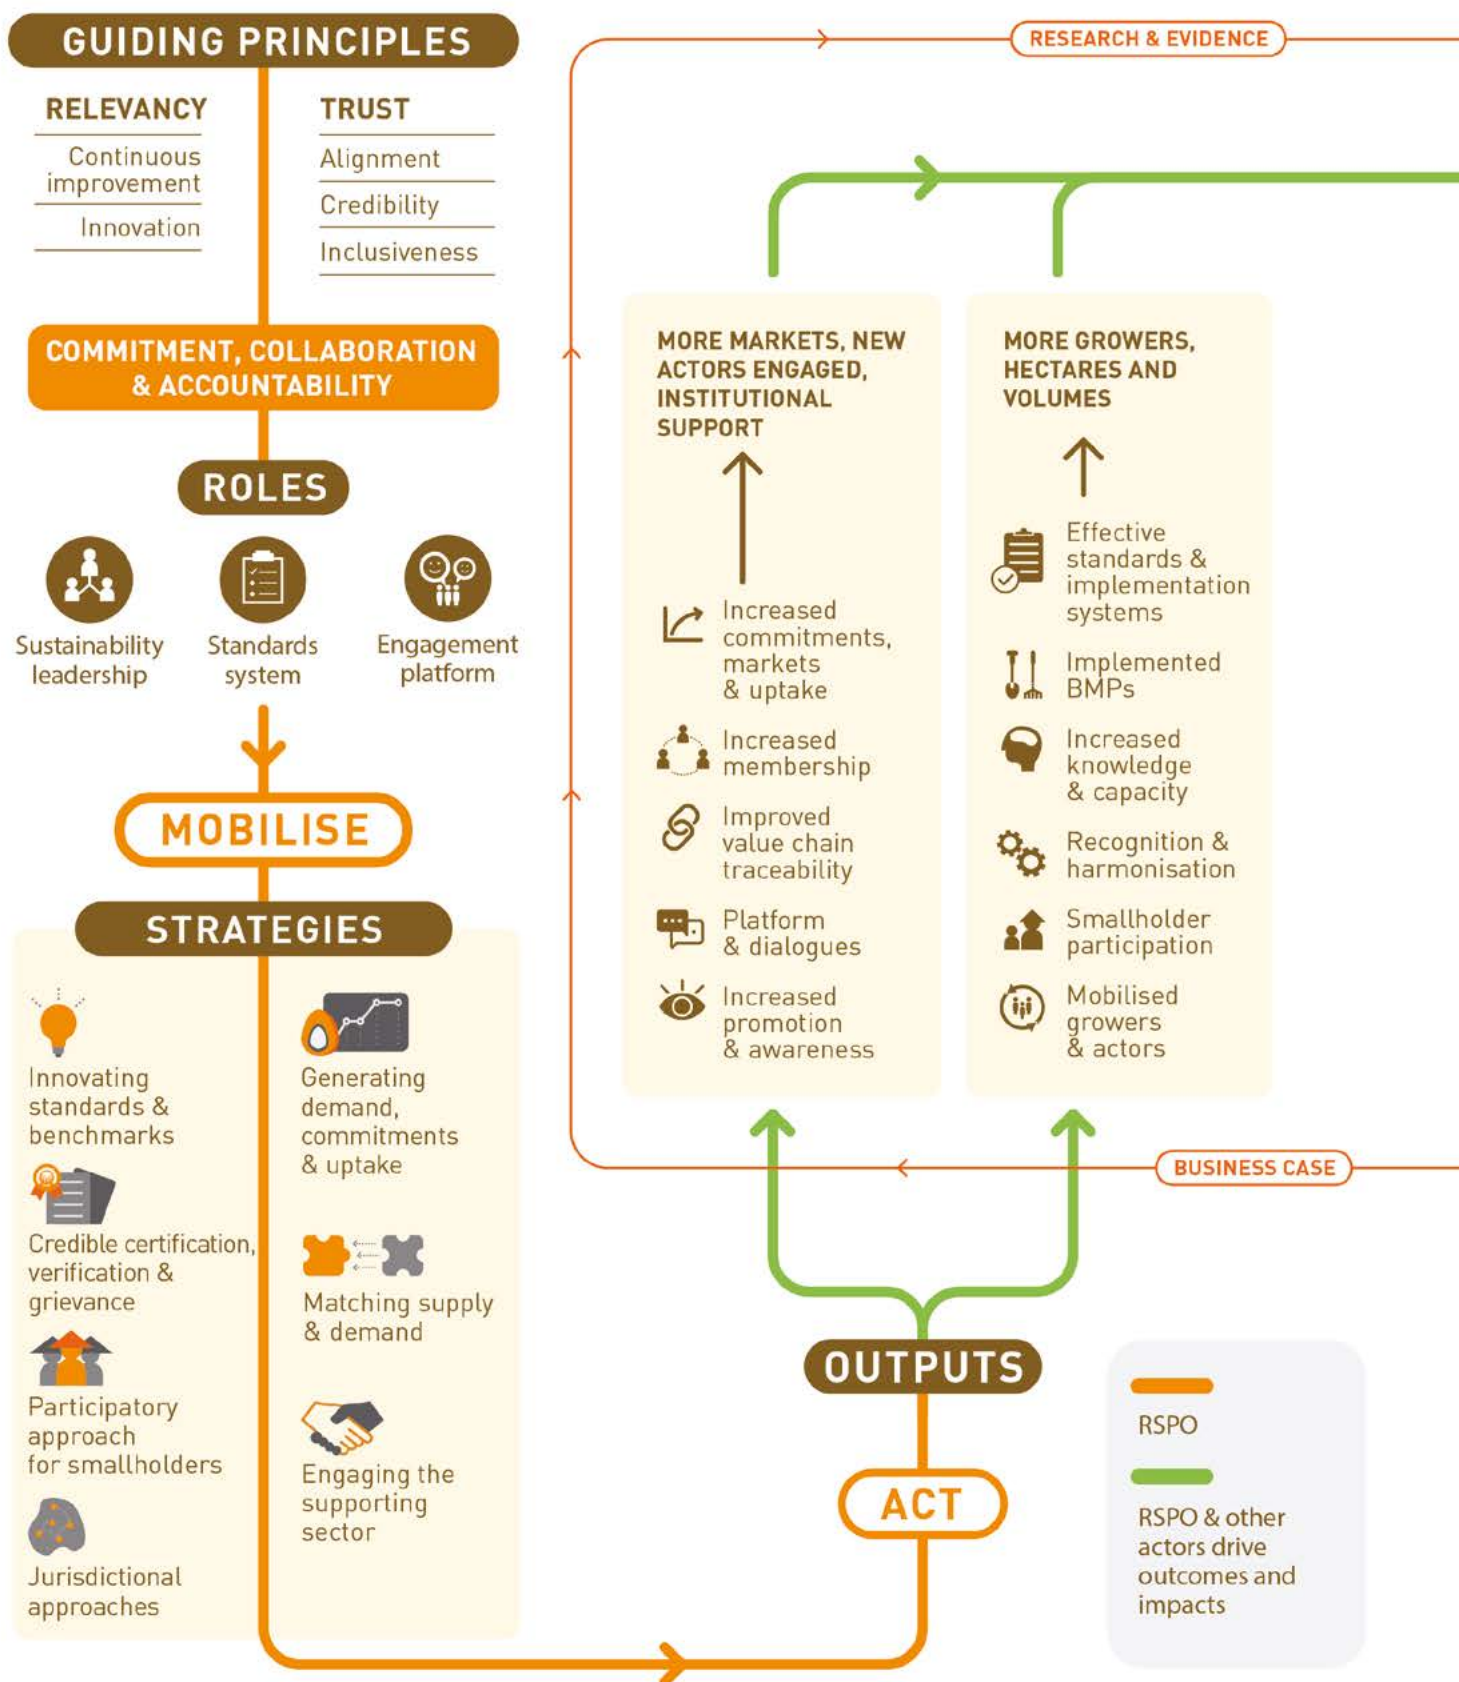 GUIDING PRINCIPLES
RELEVANCY
Continuous
improvement
Innovation
TRUST
Alignment
Credibility
Inclusiveness
COMMITMENT, COLLABORATION
& ACCOUNTABILITY
ROLES
Sustainability
leadership
Standards
system
Engagement
platform
MOBILISE
STRATEGIES
Innovating
standards &
benchmarks
Credible certification,
verification &
grievance
Participatory
approach
for smallholders
Jurisdictional
approaches
Generating
demand,
commitments
& uptake
Matching supply
& demand
Engaging the
supporting
sector
RESEARCH & EVIDENCE
MORE MARKETS, NEW
ACTORS ENGAGED,
INSTITUTIONAL
SUPPORT
Increased
commitments,
markets
& uptake
Increased
membership
Improved
value chain
traceability
Platform
& dialogues
Increased
promotion
& awareness
MORE GROWERS,
HECTARES AND
VOLUMES
Effective
standards &
implementation
systems
Implemented
BMPs
Increased
knowledge
& capacity
Recognition &
harmonisation
Smallholder
participation
Mobilised
growers
& actors
BUSINESS CASE
OUTPUTS
ACT
RSPO
RSPO & other
actors drive
outcomes and
impacts